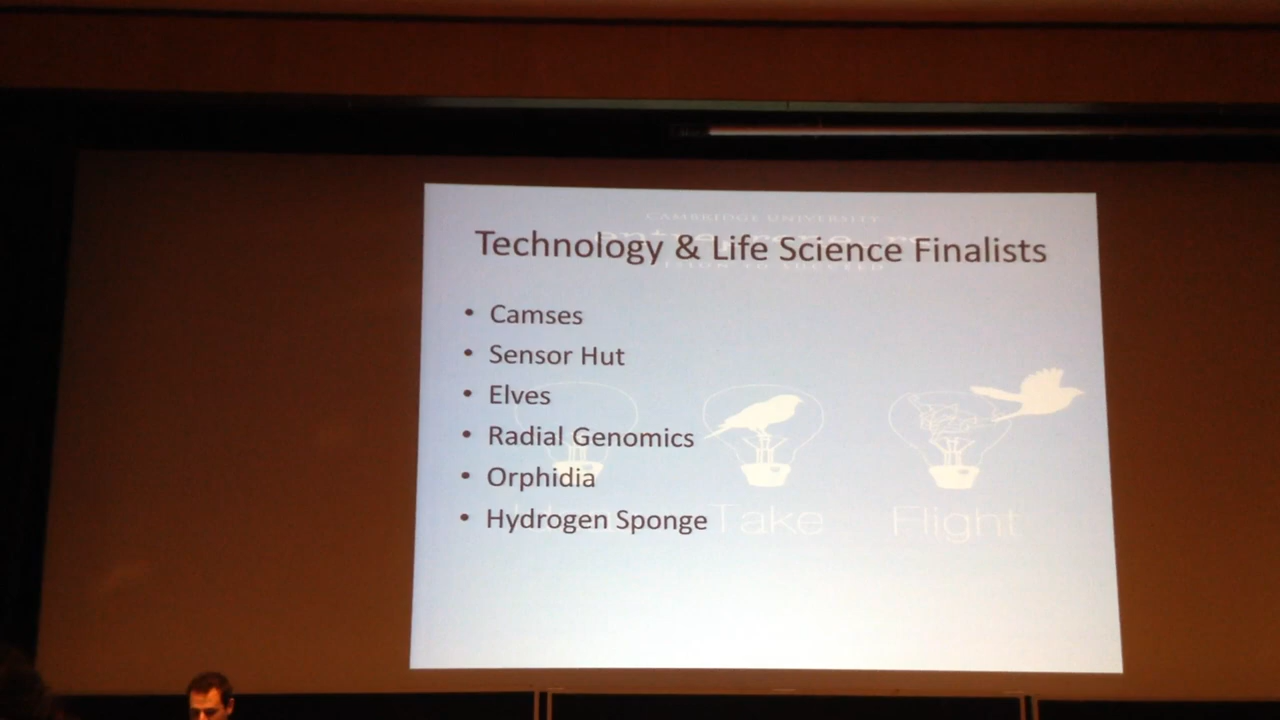 CAMBRIDGE UNIVERSITY
Technology & Life Science Finalists
• Camses
• Sensor Hut
• Elves
• Radial Genomics
• Orphidia
• Hydrogen Sponge
Take Flight